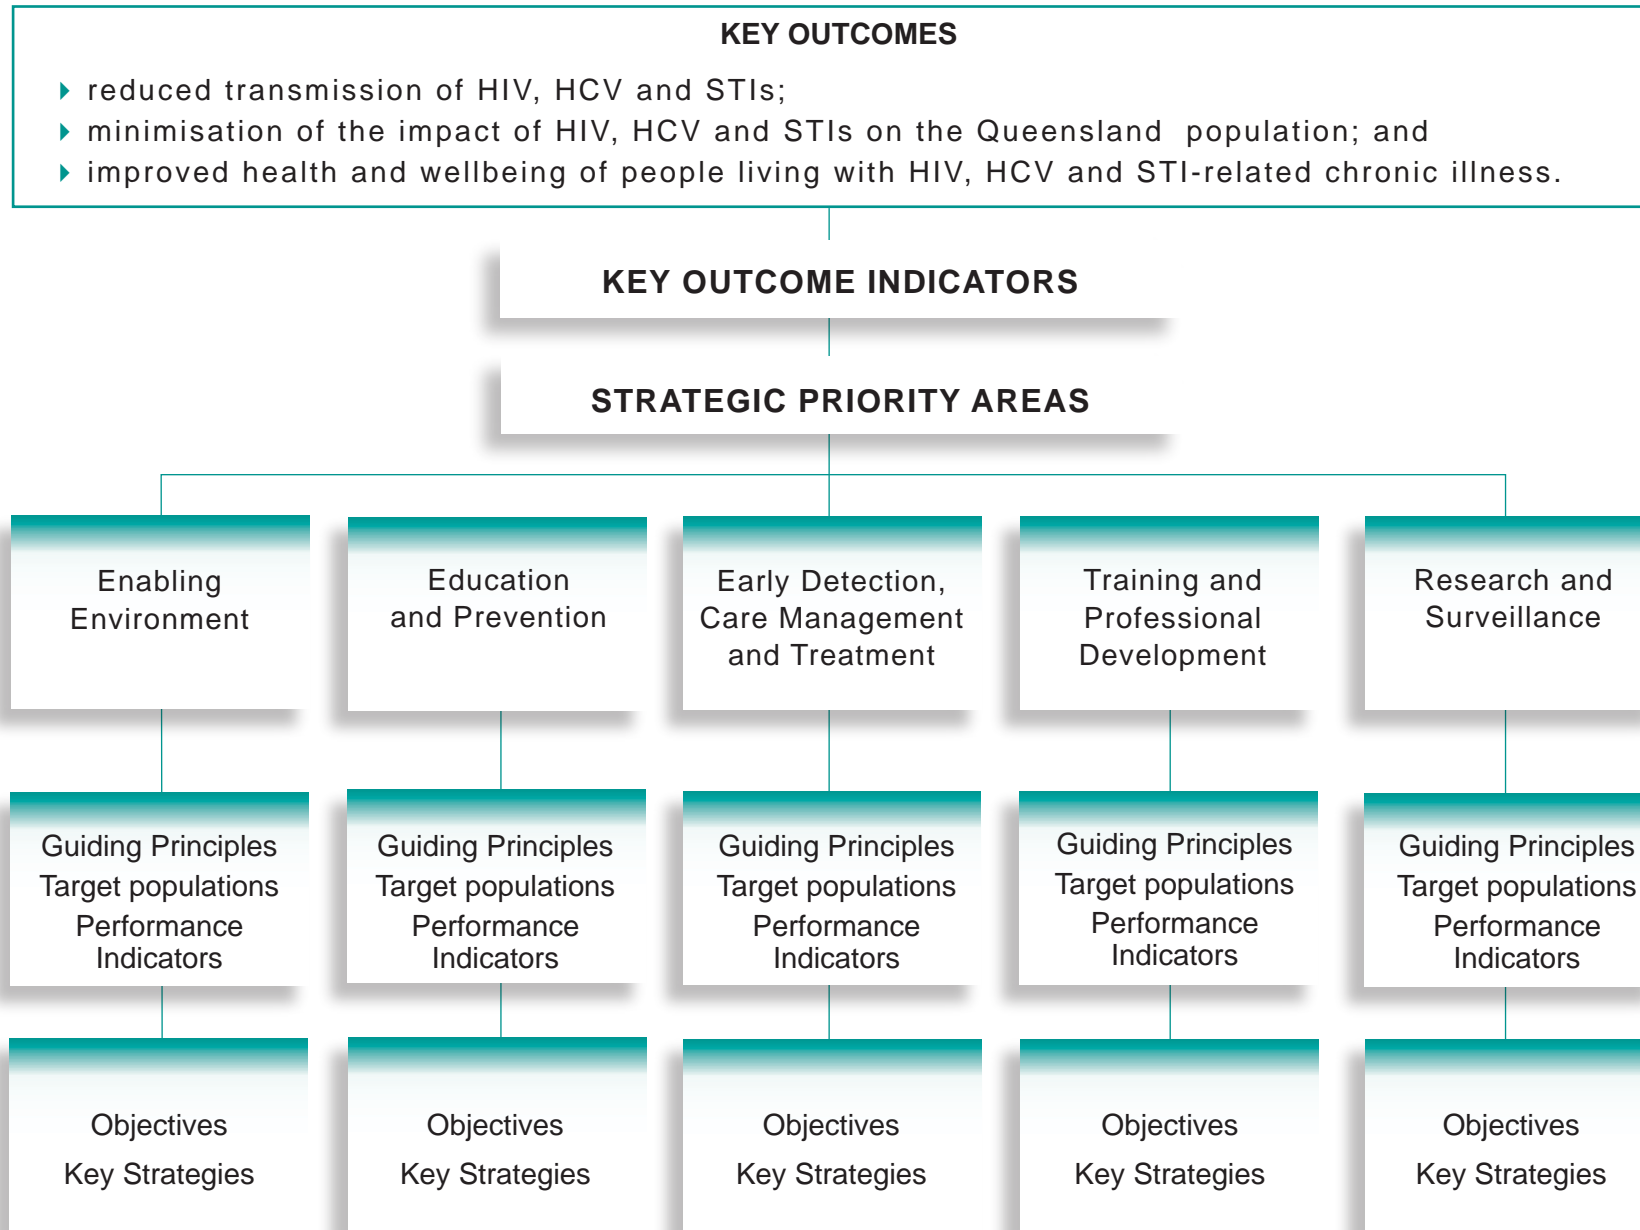 KEY OUTCOMES
reduced transmission of HIV, HCV and STIs;
minimisation of the impact of HIV, HCV and STIs on the Queensland population; and
improved health and wellbeing of people living with HIV, HCV and STI-related chronic illness.
KEY OUTCOME INDICATORS
STRATEGIC PRIORITY AREAS
Enabling
Environment
Education
and Prevention
Early Detection,
Care Management
and Treatment
Training and
Professional
Development
Research and
Surveillance
Guiding Principles
Target populations
Performance
Indicators
Guiding Principles
Target populations
Performance
Indicators
Guiding Principles
Target populations
Performance
Indicators
Guiding Principles
Target populations
Performance
Indicators
Guiding Principles
Target populations
Performance
Indicators
Objectives
Key Strategies
Objectives
Key Strategies
Objectives
Key Strategies
Objectives
Key Strategies
Objectives
Key Strategies